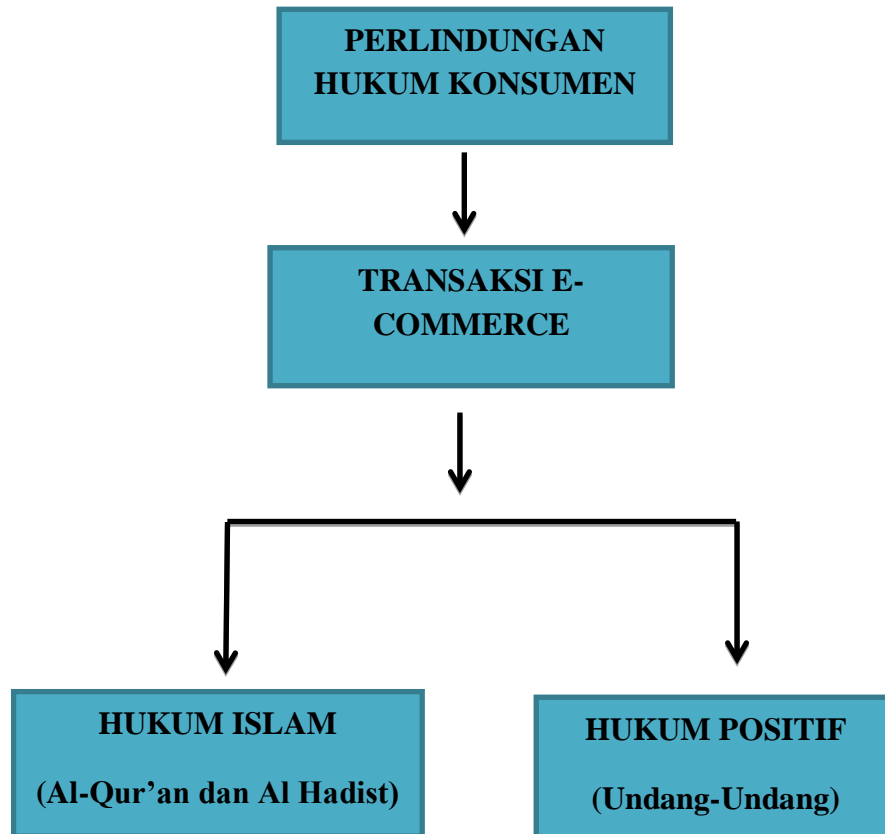 PERLINDUNGAN
HUKUM KONSUMEN
TRANSAKSI E-
COMMERCE
HUKUM ISLAM
(Al-Qur’an dan Al Hadist)
HUKUM POSITIF
(Undang-Undang)